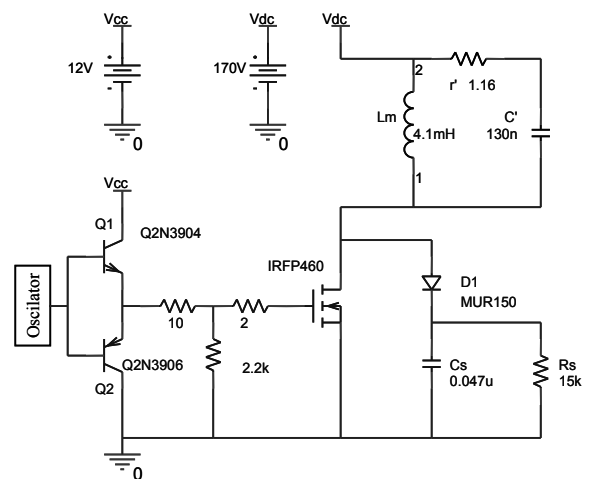 Vcc
Vdc
Vdc
12V
170V
2
r' 1.16
Lm
4.1mH
C'
130n
0
0
1
Vcc
Q1
Q2N3904
IRFP460
D1
MUR150
Oscilator
10
2
2.2k
Q2N3906
Q2
Cs
0.047u
Rs
15k
0